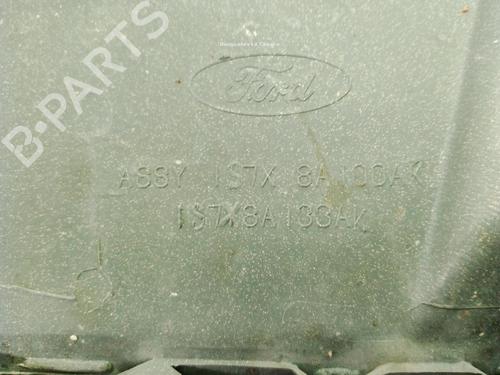 B-PARTS
Ford
ASSY 1S7X 8A100AK
1S7X8A133AK